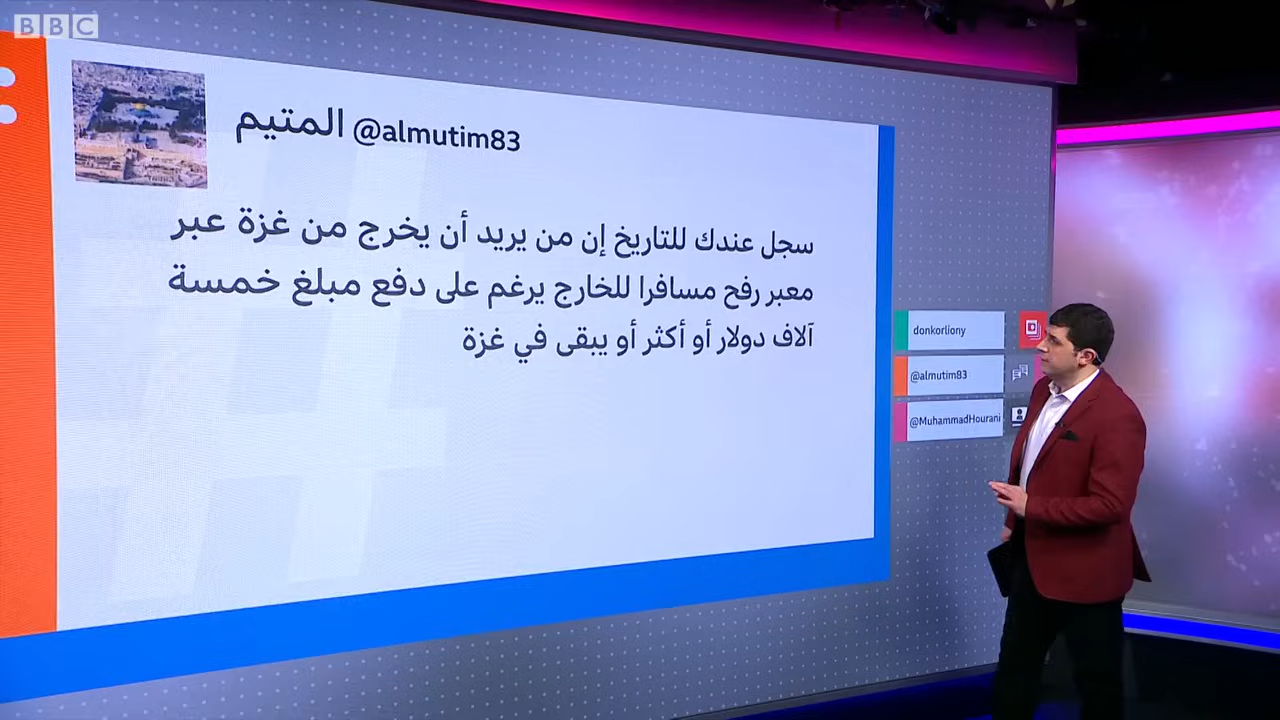 BBC
المتيم @almutim83
سجل عندك للتاريخ إن من يريد أن يخرج من غزة عبر
معبر رفح مسافرا للخارج يرغم على دفع مبلغ خمسة
آلاف دولار أو أكثر أو يبقى في غزة
donkorliony
@almutim83
@MuhammadHourani